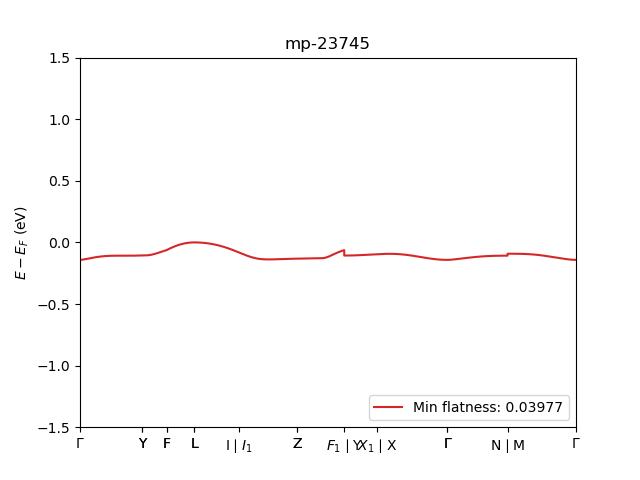 mp-23745
1.5
1.0
0.5
0.0
−0.5
−1.0
−1.5
E − E_F (eV)
Min flatness: 0.03977
Γ Y F L I | I₁ Z F₁ | Y X₁ | X Γ N | M Γ